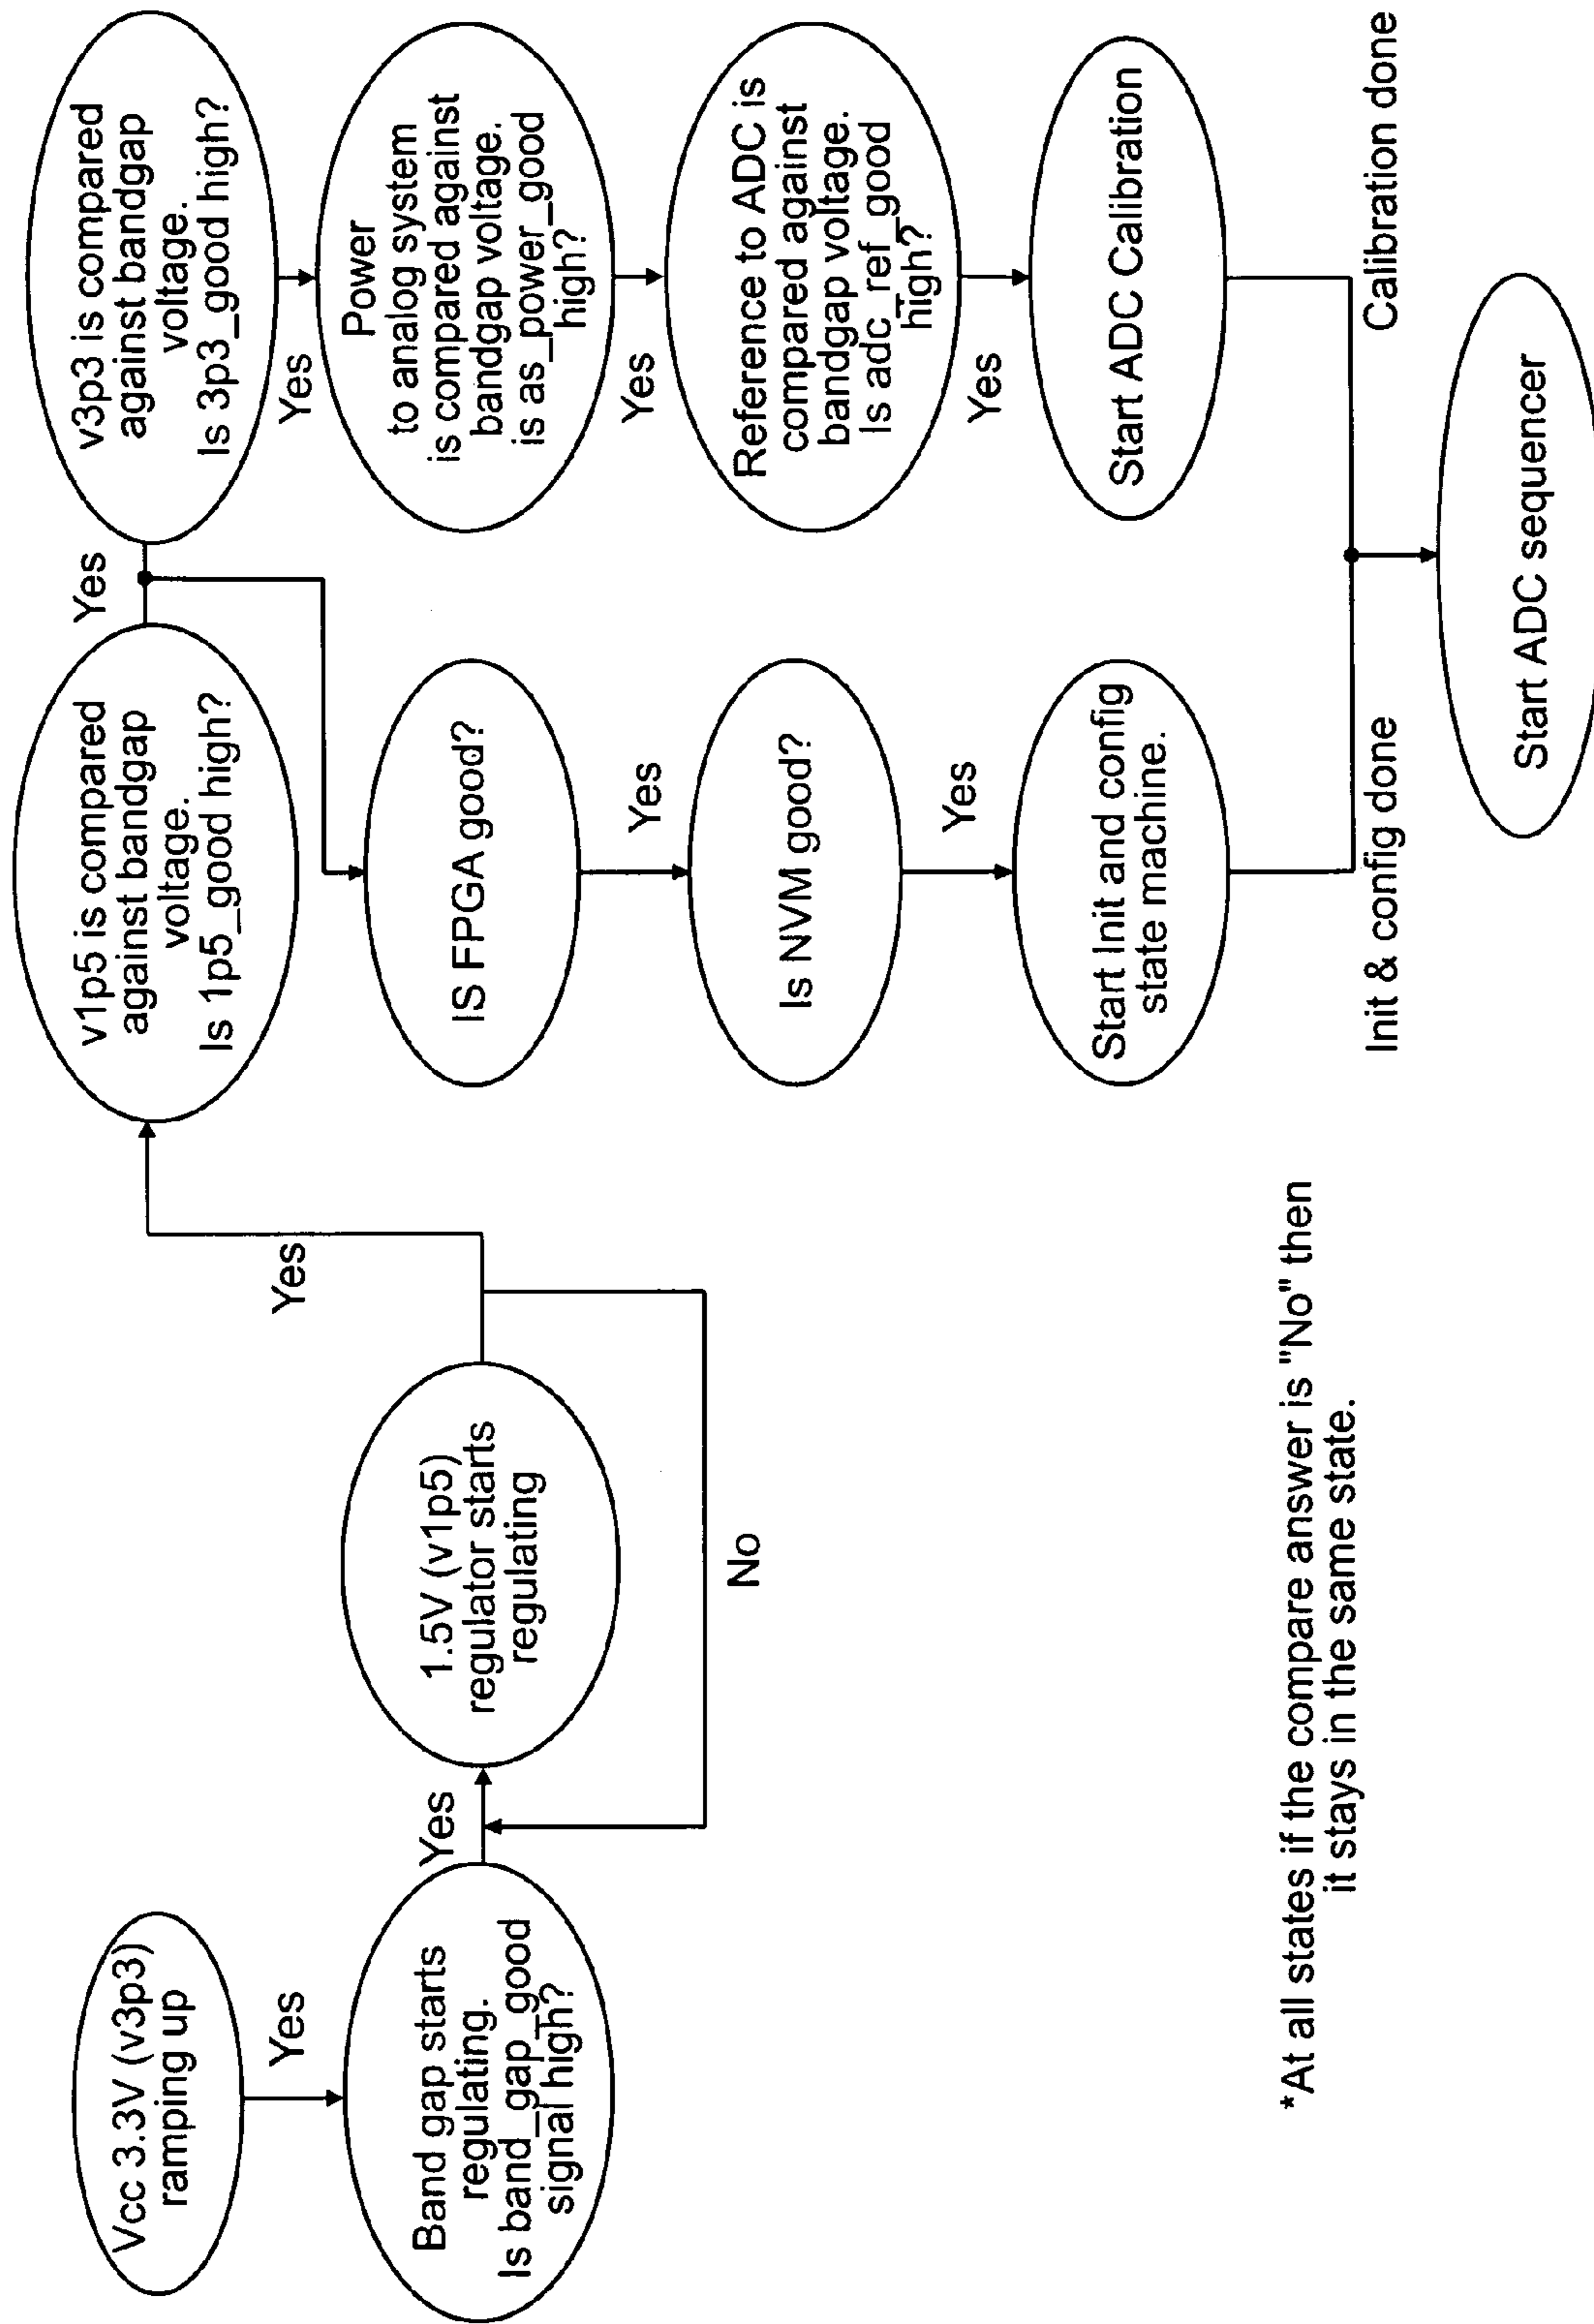 Vcc 3.3V (v3p3)
ramping up
Yes
Band gap starts
regulating.
Is band_gap_good
signal high?
Yes
1.5V (v1p5)
regulator starts
regulating
No
Yes
v1p5 is compared
against bandgap
voltage.
Is 1p5_good high?
Yes
IS FPGA good?
Yes
Is NVM good?
Yes
Start Init and config
state machine.
Init & config done
v3p3 is compared
against bandgap
voltage.
Is 3p3_good high?
Yes
Power
to analog system
is compared against
bandgap voltage.
is as_power_good
high?
Yes
Reference to ADC is
compared against
bandgap voltage.
Is adc_ref_good
high?
Yes
Start ADC Calibration
Calibration done
Start ADC sequencer
*At all states if the compare answer is "No" then
it stays in the same state.